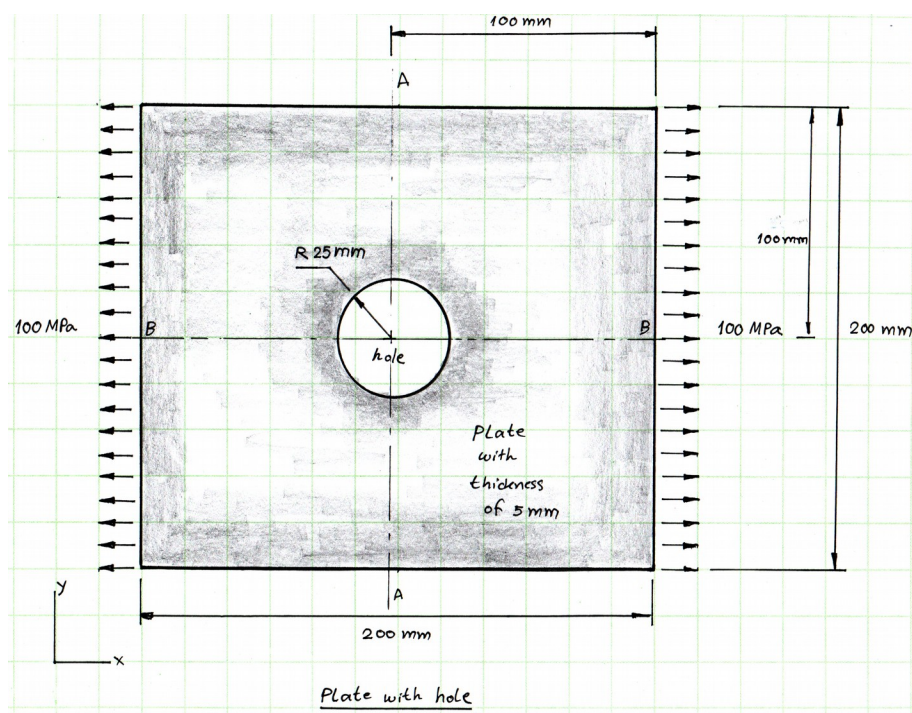 100 mm
A
100 mm
R 25 mm
100 MPa
B
B
100 MPa
200 mm
hole
Plate
with
thickness
of 5 mm
A
y
x
200 mm
Plate with hole